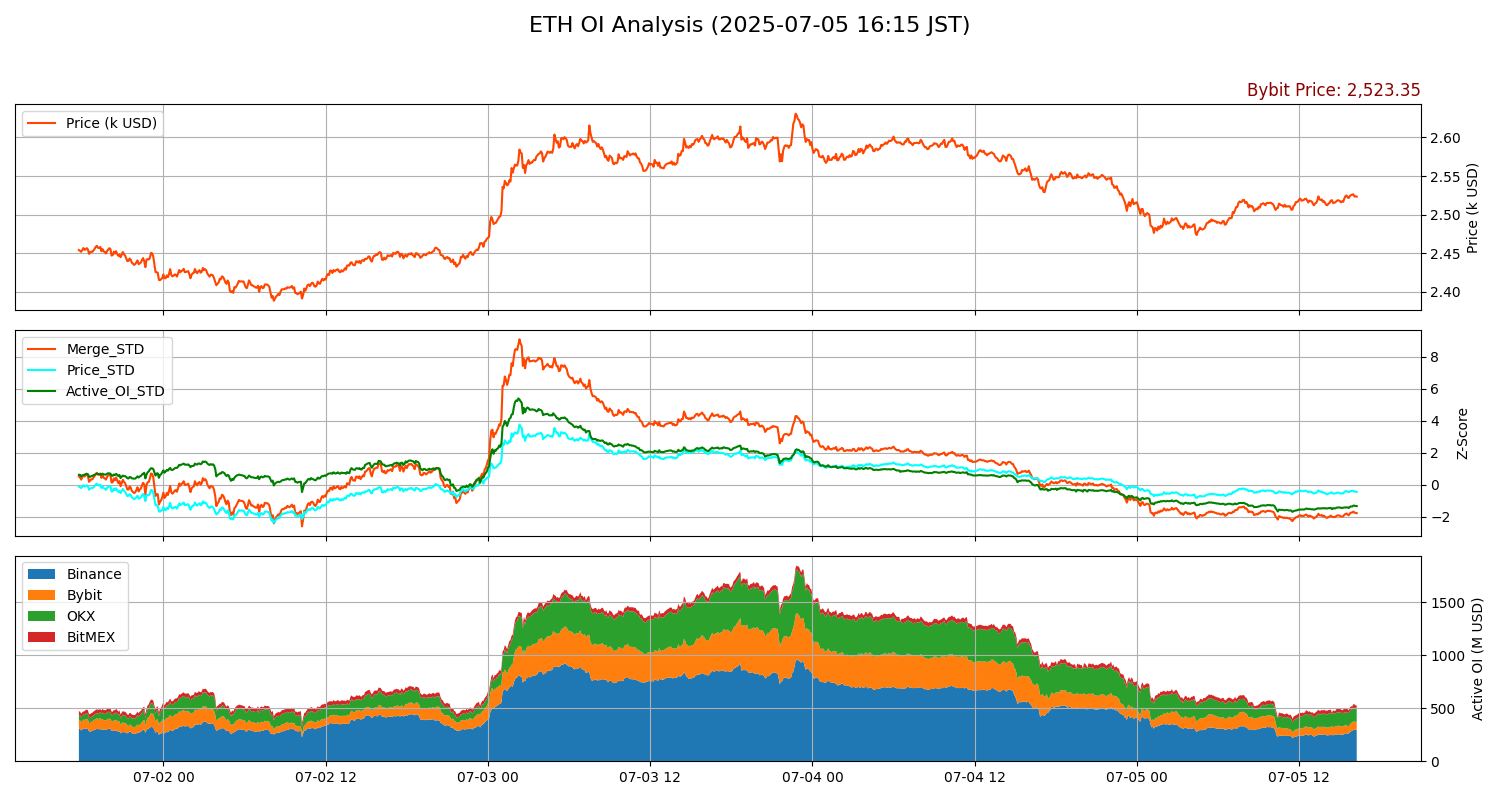 ETH OI Analysis (2025-07-05 16:15 JST)
Bybit Price: 2,523.35
Price (k USD)
2.60
2.55
2.50
2.45
2.40
Price (k USD)
Merge_STD
Price_STD
Active_OI_STD
8
6
4
2
0
−2
Z-Score
Binance
Bybit
OKX
BitMEX
1500
1000
500
0
Active OI (M USD)
07-02 00
07-02 12
07-03 00
07-03 12
07-04 00
07-04 12
07-05 00
07-05 12